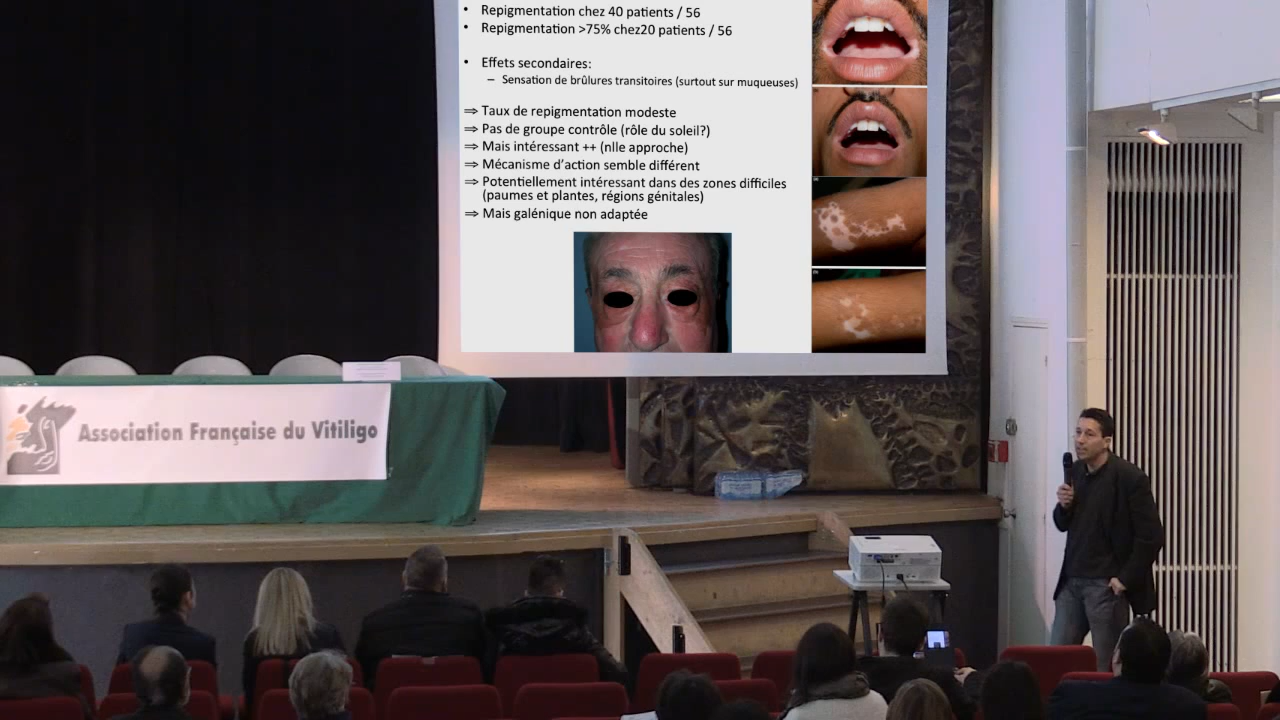 • Repigmentation chez 40 patients / 56
• Repigmentation >75% chez20 patients / 56
• Effets secondaires:
– Sensation de brûlures transitoires (surtout sur muqueuses)
⇒ Taux de repigmentation modeste
⇒ Pas de groupe contrôle (rôle du soleil?)
⇒ Mais intéressant ++ (nlle approche)
⇒ Mécanisme d'action semble différent
⇒ Potentiellement intéressant dans des zones difficiles
(paumes et plantes, régions génitales)
⇒ Mais galénique non adaptée
Association Française du Vitiligo